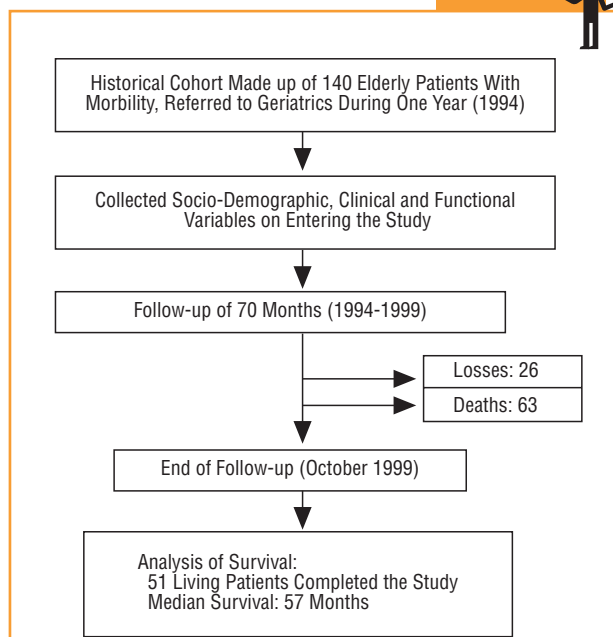 Historical Cohort Made up of 140 Elderly Patients With
Morbility, Referred to Geriatrics During One Year (1994)
Collected Socio-Demographic, Clinical and Functional
Variables on Entering the Study
Follow-up of 70 Months (1994-1999)
Losses: 26
Deaths: 63
End of Follow-up (October 1999)
Analysis of Survival:
51 Living Patients Completed the Study
Median Survival: 57 Months